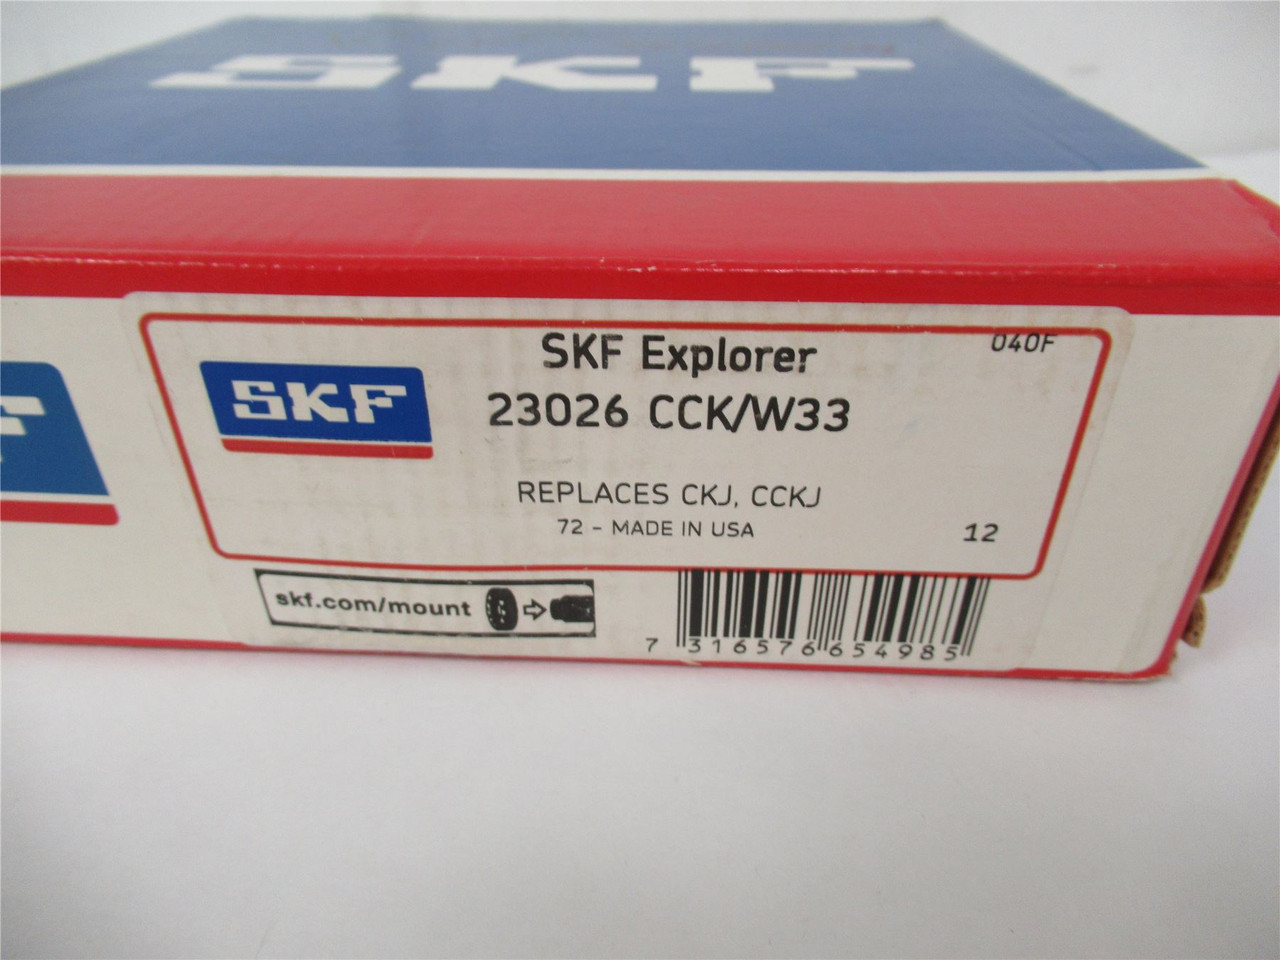 SKF
SKF Explorer
040F
SKF
23026 CCK/W33
REPLACES CKJ, CCKJ
72 - MADE IN USA
12
skf.com/mount
7 316576 654985